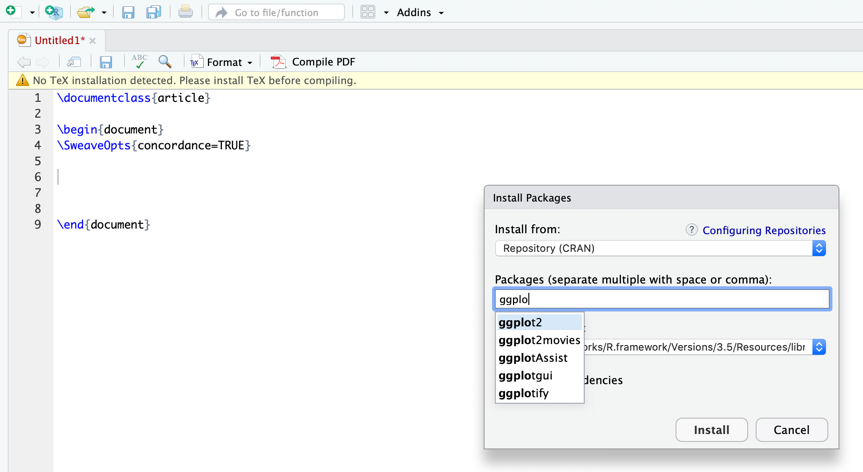 Go to file/function
Addins
Untitled1*
ABC
Format
Compile PDF
No TeX installation detected. Please install TeX before compiling.
1 \documentclass{article}
2
3 \begin{document}
4 \SweaveOpts{concordance=TRUE}
5
6
7
8
9 \end{document}
Install Packages
Install from:
? Configuring Repositories
Repository (CRAN)
Packages (separate multiple with space or comma):
ggplo
ggplot2
ggplot2movies
ggplotAssist
ggplotgui
ggplotify
orks/R.framework/Versions/3.5/Resources/libr
dencies
Install
Cancel